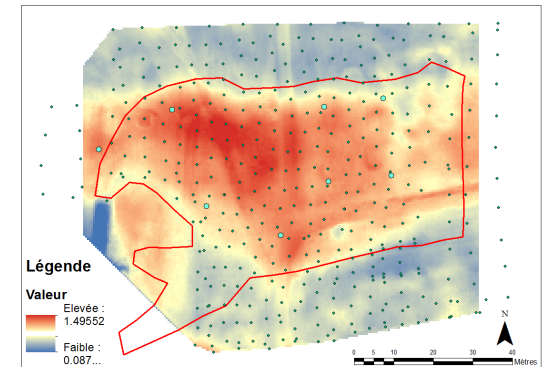 Légende
Valeur
Elevée :
1.49552
Faible :
0.087...
N
0 5 10 20 30 40
Mètres